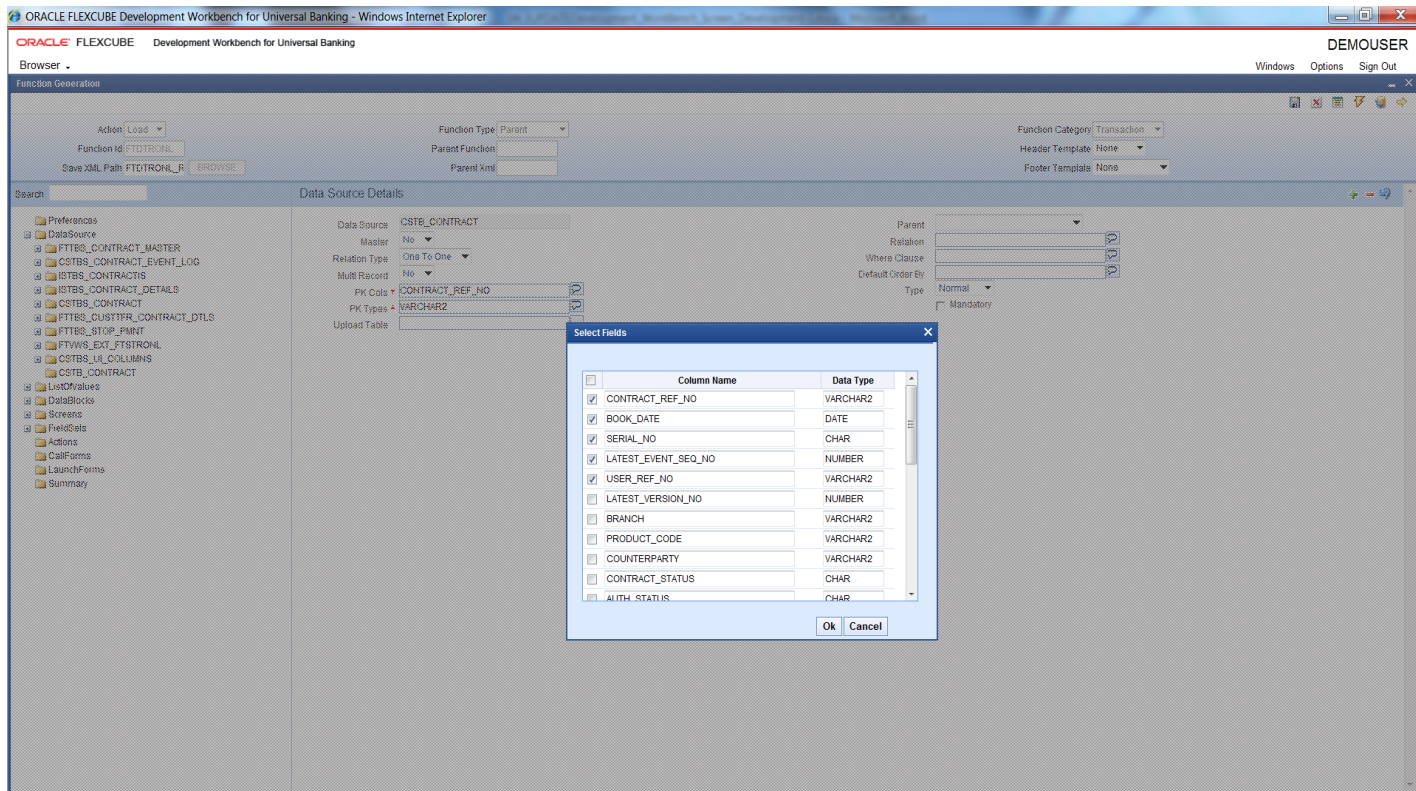 ORACLE FLEXCUBE Development Workbench for Universal Banking - Windows Internet Explorer
ORACLE FLEXCUBE Development Workbench for Universal Banking
DEMOUSER
Browser
Windows Options Sign Out
Function Generation
Action Load
Function Type Parent
Function Category Transaction
Function Id FTDTRONL
Parent Function
Header Template None
Save XML Path FTDTRONL_R BROWSE
Parent Xml
Footer Template None
Search
Data Source Details
Preferences
DataSource
FTTBS_CONTRACT_MASTER
CSTBS_CONTRACT_EVENT_LOG
ISTBS_CONTRACTIS
ISTBS_CONTRACT_DETAILS
CSTBS_CONTRACT
FTTBS_CUSTTFR_CONTRACT_DTLS
FTTBS_STOP_PMNT
FTVWS_EXT_FTSTRONL
CSTBS_UI_COLUMNS
CSTB_CONTRACT
ListOfValues
DataBlocks
Screens
FieldSets
Actions
CallForms
LaunchForms
Summary
Data Source CSTB_CONTRACT
Parent
Master No
Relation
Relation Type One To One
Where Clause
Multi Record No
Default Order By
PK Cols * CONTRACT_REF_NO
Type Normal
PK Types * VARCHAR2
Mandatory
Upload Table
Select Fields
Column Name Data Type
CONTRACT_REF_NO VARCHAR2
BOOK_DATE DATE
SERIAL_NO CHAR
LATEST_EVENT_SEQ_NO NUMBER
USER_REF_NO VARCHAR2
LATEST_VERSION_NO NUMBER
BRANCH VARCHAR2
PRODUCT_CODE VARCHAR2
COUNTERPARTY VARCHAR2
CONTRACT_STATUS CHAR
AUTH_STATUS CHAR
Ok Cancel